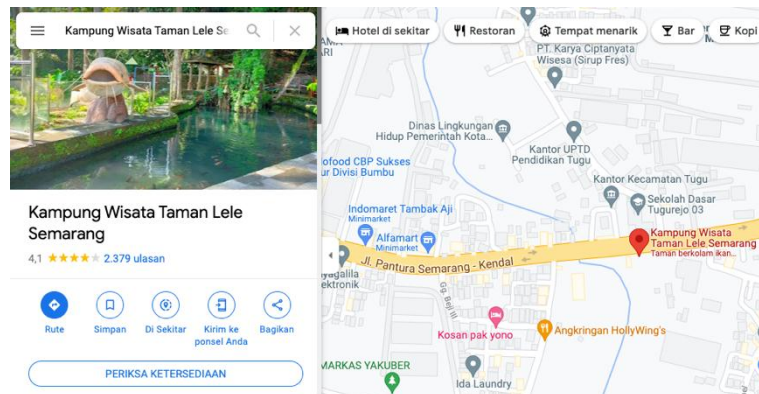 Kampung Wisata Taman Lele Se
Hotel di sekitar
Restoran
Tempat menarik
Bar
Kopi
Kampung Wisata Taman Lele
Semarang
4,1
2.379 ulasan
Rute
Simpan
Di Sekitar
Kirim ke
ponsel Anda
Bagikan
PERIKSA KETERSEDIAAN
PT. Karya Ciptanyata
Wisesa (Sirup Fres)
Dinas Lingkungan
Hidup Pemerintah Kota...
Kantor UPTD
Pendidikan Tugu
ofood CBP Sukses
ur Divisi Bumbu
Kantor Kecamatan Tugu
Sekolah Dasar
Tugurejo 03
Indomaret Tambak Aji
Minimarket
Alfamart
Minimarket
Kampung Wisata
Taman Lele Semarang
Taman berkolam ikan...
Jl. Pantura Semarang - Kendal
ektronik
Gg. Beji III
Kosan pak yono
Angkringan HollyWing's
MARKAS YAKUBER
Ida Laundry